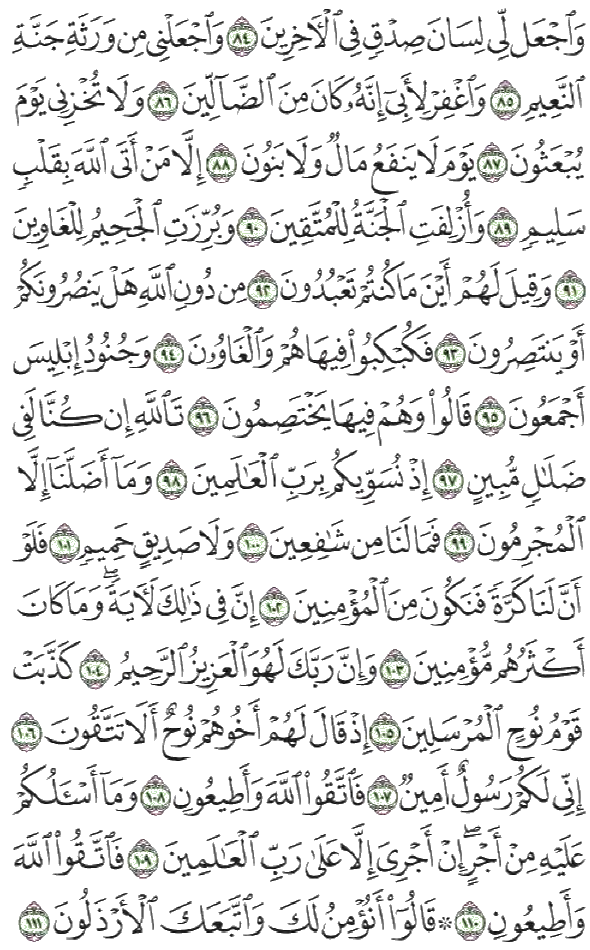 وَٱجْعَل لِّى لِسَانَ صِدْقٍ فِى ٱلْـَٔاخِرِينَ ٨٤ وَٱجْعَلْنِى مِن وَرَثَةِ جَنَّةِ
ٱلنَّعِيمِ ٨٥ وَٱغْفِرْ لِأَبِىٓ إِنَّهُۥ كَانَ مِنَ ٱلضَّآلِّينَ ٨٦ وَلَا تُخْزِنِى يَوْمَ
يُبْعَثُونَ ٨٧ يَوْمَ لَا يَنفَعُ مَالٌ وَلَا بَنُونَ ٨٨ إِلَّا مَنْ أَتَى ٱللَّهَ بِقَلْبٍ
سَلِيمٍ ٨٩ وَأُزْلِفَتِ ٱلْجَنَّةُ لِلْمُتَّقِينَ ٩٠ وَبُرِّزَتِ ٱلْجَحِيمُ لِلْغَاوِينَ
٩١ وَقِيلَ لَهُمْ أَيْنَ مَا كُنتُمْ تَعْبُدُونَ ٩٢ مِن دُونِ ٱللَّهِ هَلْ يَنصُرُونَكُمْ
أَوْ يَنتَصِرُونَ ٩٣ فَكُبْكِبُوا۟ فِيهَا هُمْ وَٱلْغَاوُۥنَ ٩٤ وَجُنُودُ إِبْلِيسَ
أَجْمَعُونَ ٩٥ قَالُوا۟ وَهُمْ فِيهَا يَخْتَصِمُونَ ٩٦ تَٱللَّهِ إِن كُنَّا لَفِى
ضَلَٰلٍ مُّبِينٍ ٩٧ إِذْ نُسَوِّيكُم بِرَبِّ ٱلْعَٰلَمِينَ ٩٨ وَمَآ أَضَلَّنَآ إِلَّا
ٱلْمُجْرِمُونَ ٩٩ فَمَا لَنَا مِن شَٰفِعِينَ ١٠٠ وَلَا صَدِيقٍ حَمِيمٍ ١٠١ فَلَوْ
أَنَّ لَنَا كَرَّةً فَنَكُونَ مِنَ ٱلْمُؤْمِنِينَ ١٠٢ إِنَّ فِى ذَٰلِكَ لَـَٔايَةً ۖ وَمَا كَانَ
أَكْثَرُهُم مُّؤْمِنِينَ ١٠٣ وَإِنَّ رَبَّكَ لَهُوَ ٱلْعَزِيزُ ٱلرَّحِيمُ ١٠٤ كَذَّبَتْ
قَوْمُ نُوحٍ ٱلْمُرْسَلِينَ ١٠٥ إِذْ قَالَ لَهُمْ أَخُوهُمْ نُوحٌ أَلَا تَتَّقُونَ ١٠٦
إِنِّى لَكُمْ رَسُولٌ أَمِينٌ ١٠٧ فَٱتَّقُوا۟ ٱللَّهَ وَأَطِيعُونِ ١٠٨ وَمَآ أَسْـَٔلُكُمْ
عَلَيْهِ مِنْ أَجْرٍ ۖ إِنْ أَجْرِىَ إِلَّا عَلَىٰ رَبِّ ٱلْعَٰلَمِينَ ١٠٩ فَٱتَّقُوا۟ ٱللَّهَ
وَأَطِيعُونِ ١١٠ ۞ قَالُوٓا۟ أَنُؤْمِنُ لَكَ وَٱتَّبَعَكَ ٱلْأَرْذَلُونَ ١١١